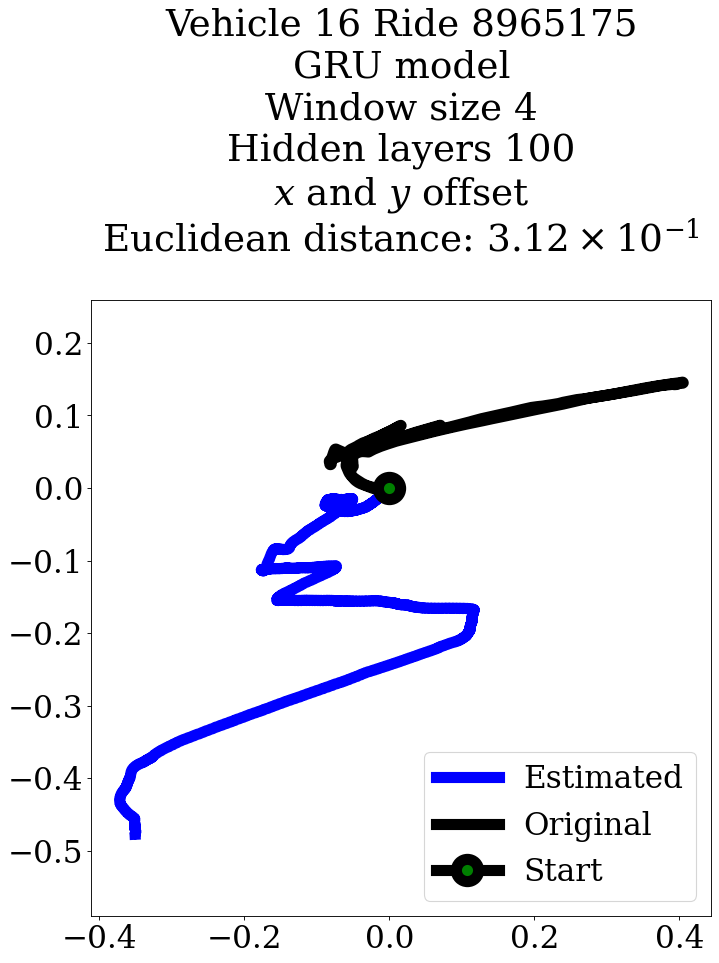 Vehicle 16 Ride 8965175
GRU model
Window size 4
Hidden layers 100
x and y offset
Euclidean distance: 3.12 × 10⁻¹
0.2
0.1
0.0
−0.1
−0.2
−0.3
−0.4
−0.5
−0.4 −0.2 0.0 0.2 0.4
Estimated
Original
Start